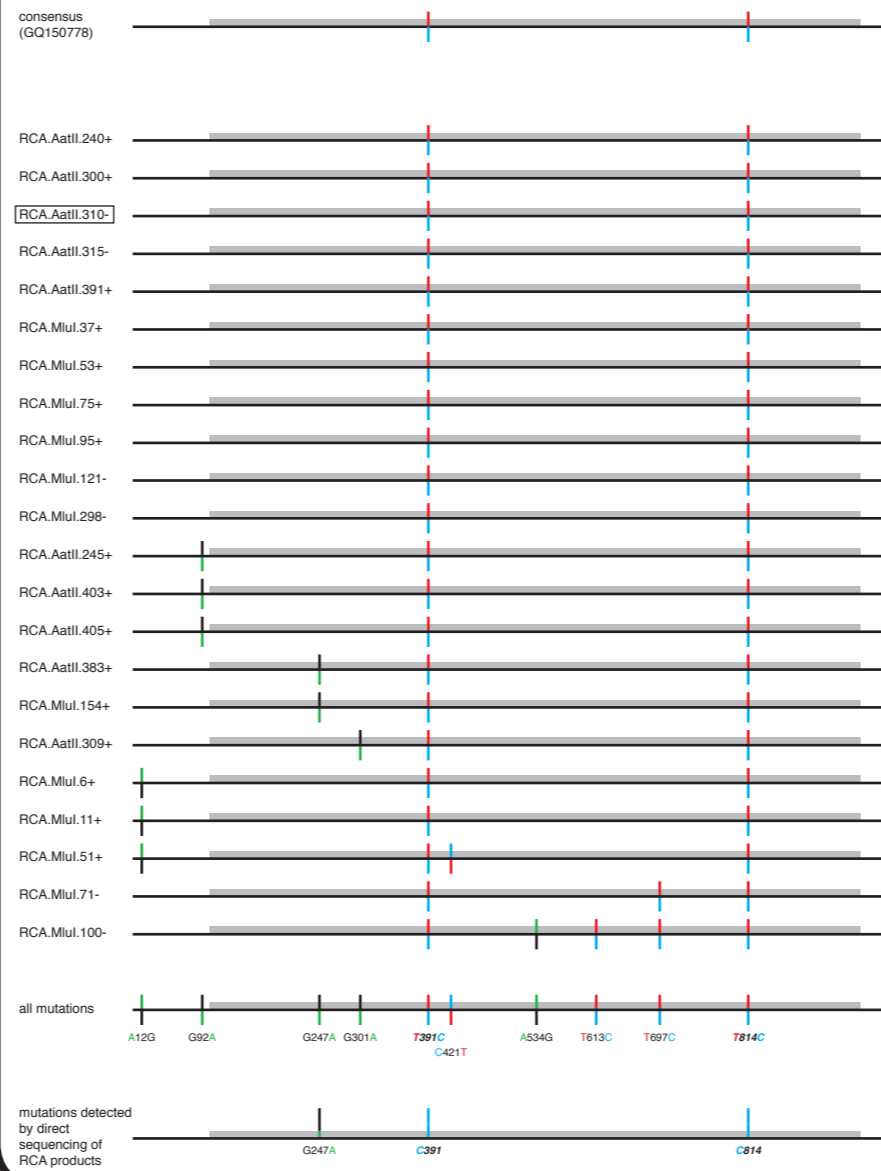 consensus
(GQ150778)
RCA.AatII.240+
RCA.AatII.300+
RCA.AatII.310-
RCA.AatII.315-
RCA.AatII.391+
RCA.MluI.37+
RCA.MluI.53+
RCA.MluI.75+
RCA.MluI.95+
RCA.MluI.121-
RCA.MluI.298-
RCA.AatII.245+
RCA.AatII.403+
RCA.AatII.405+
RCA.AatII.383+
RCA.MluI.154+
RCA.AatII.309+
RCA.MluI.6+
RCA.MluI.11+
RCA.MluI.51+
RCA.MluI.71-
RCA.MluI.100-
all mutations
A12G G92A G247A G301A T391C A534G T613C T697C T814C
C421T
mutations detected
by direct
sequencing of
RCA products
G247A C391 C814